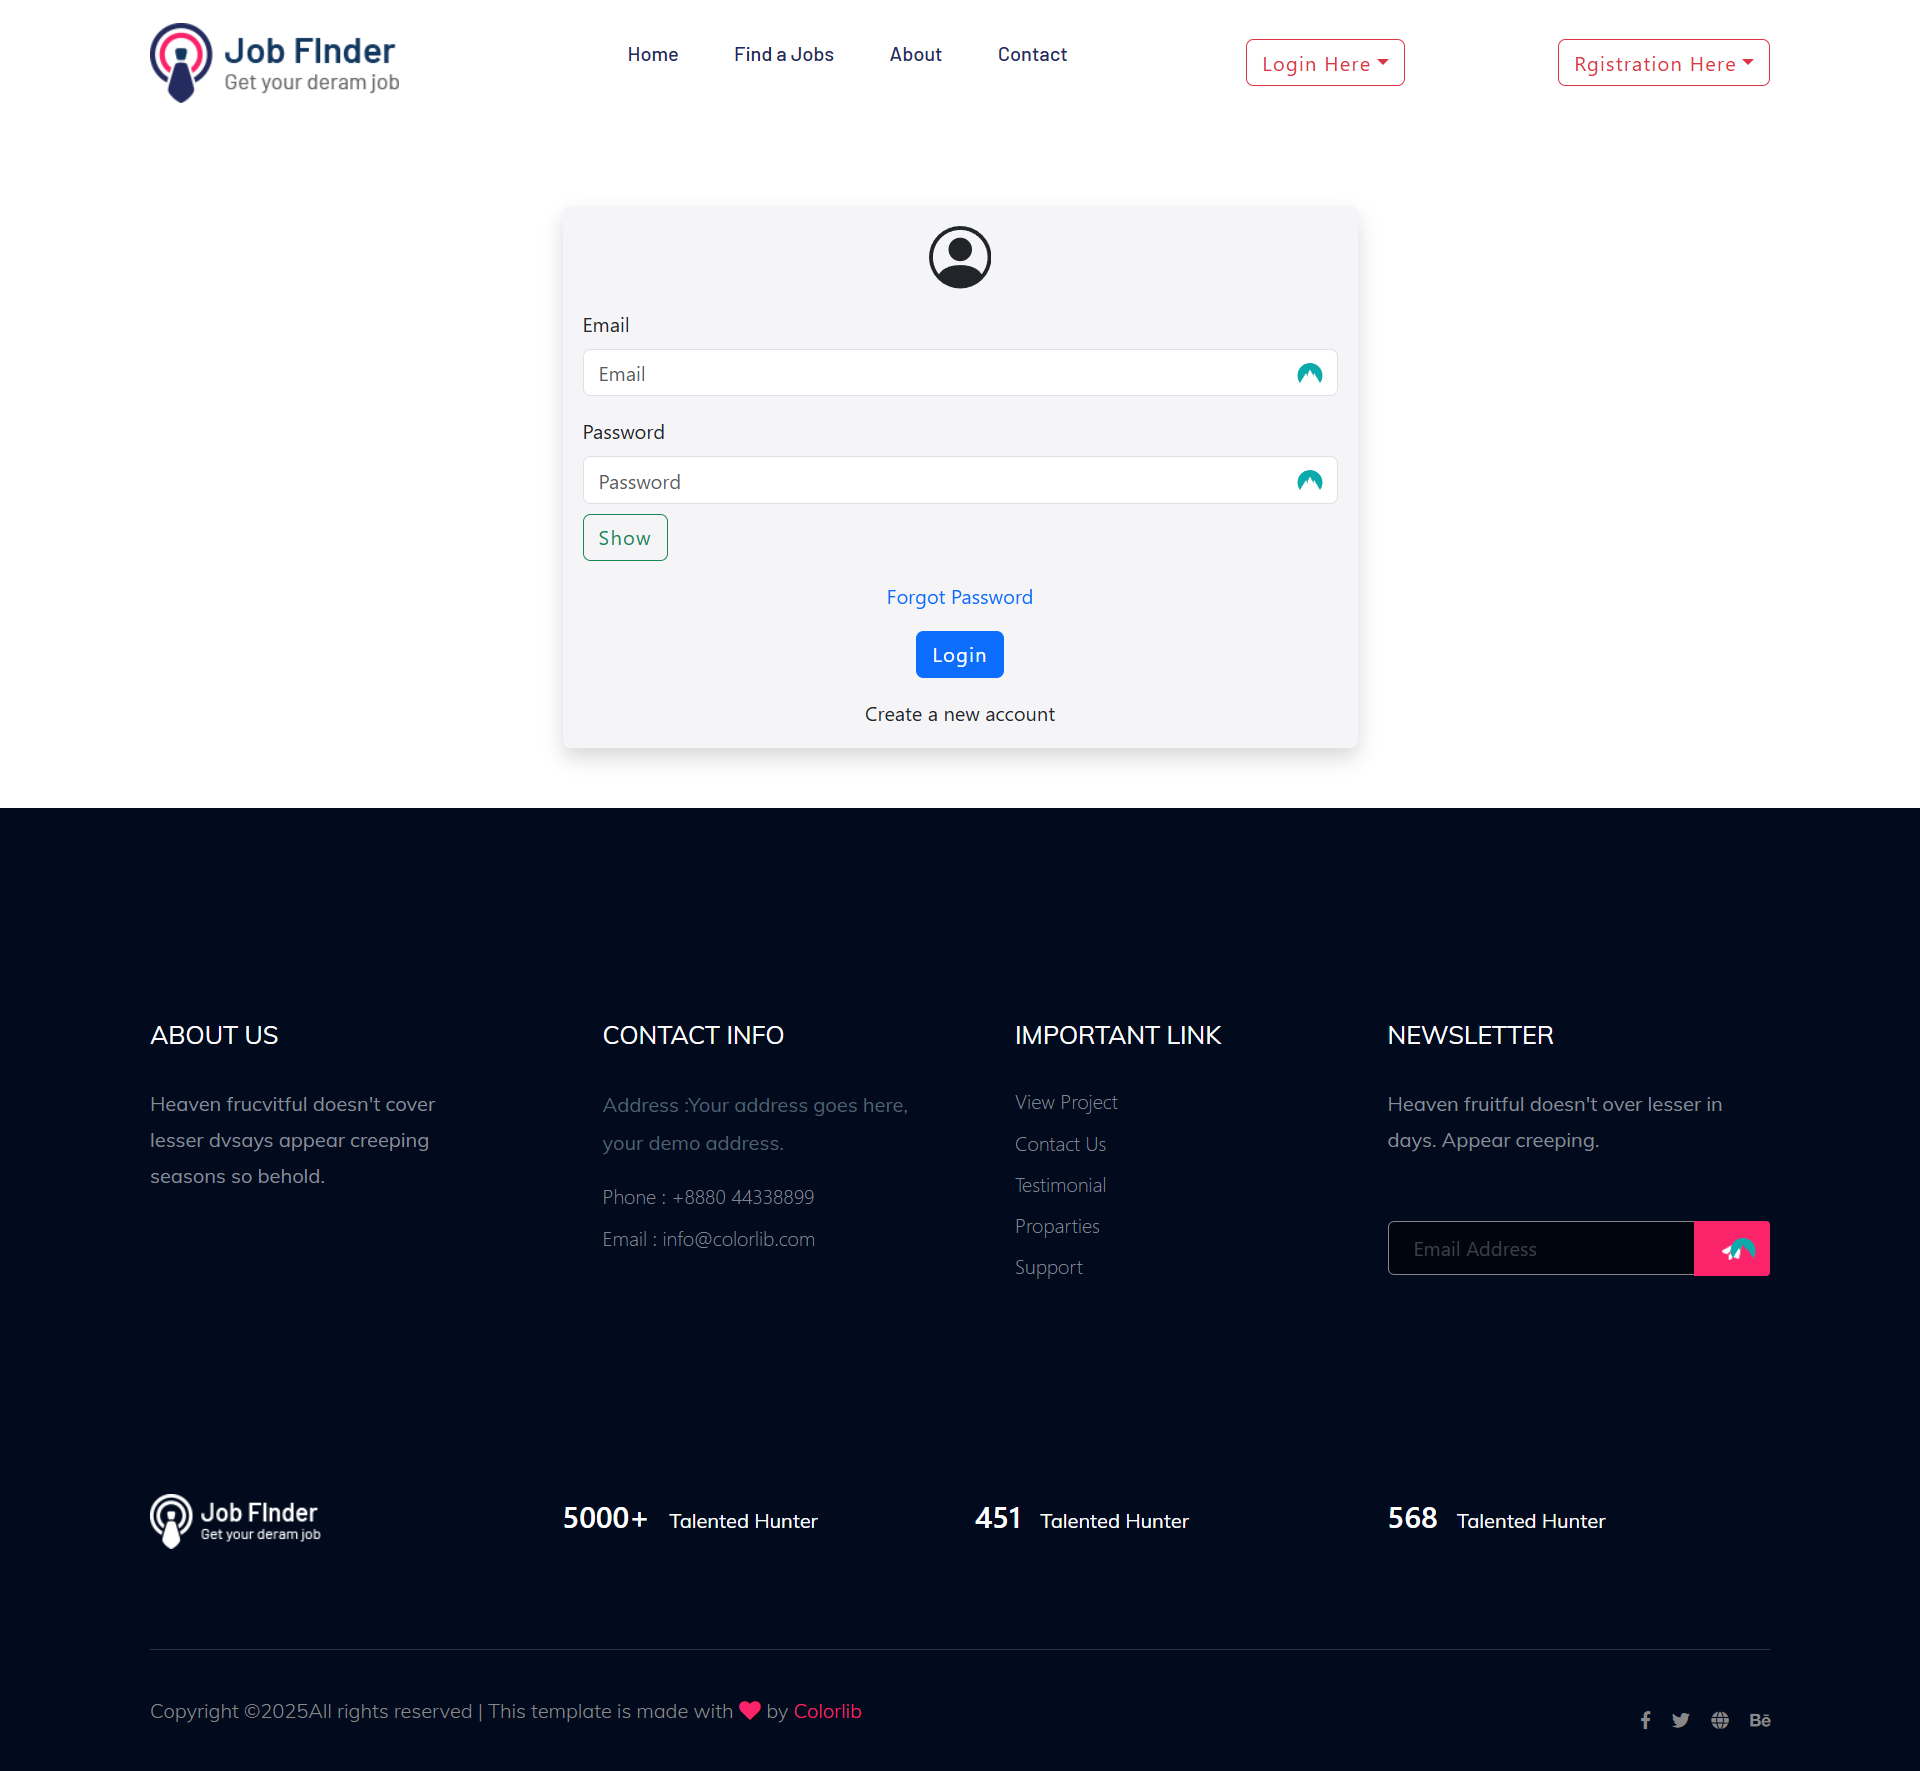 Job FInder
Get your deram job
Home
Find a Jobs
About
Contact
Login Here
Rgistration Here
Email
Email
Password
Password
Show
Forgot Password
Login
Create a new account
ABOUT US
Heaven frucvitful doesn't cover
lesser dvsays appear creeping
seasons so behold.
CONTACT INFO
Address :Your address goes here,
your demo address.
Phone : +8880 44338899
Email : info@colorlib.com
IMPORTANT LINK
View Project
Contact Us
Testimonial
Proparties
Support
NEWSLETTER
Heaven fruitful doesn't over lesser in
days. Appear creeping.
Email Address
Job FInder
Get your deram job
5000+ Talented Hunter
451 Talented Hunter
568 Talented Hunter
Copyright ©2025All rights reserved | This template is made with by Colorlib
Bē